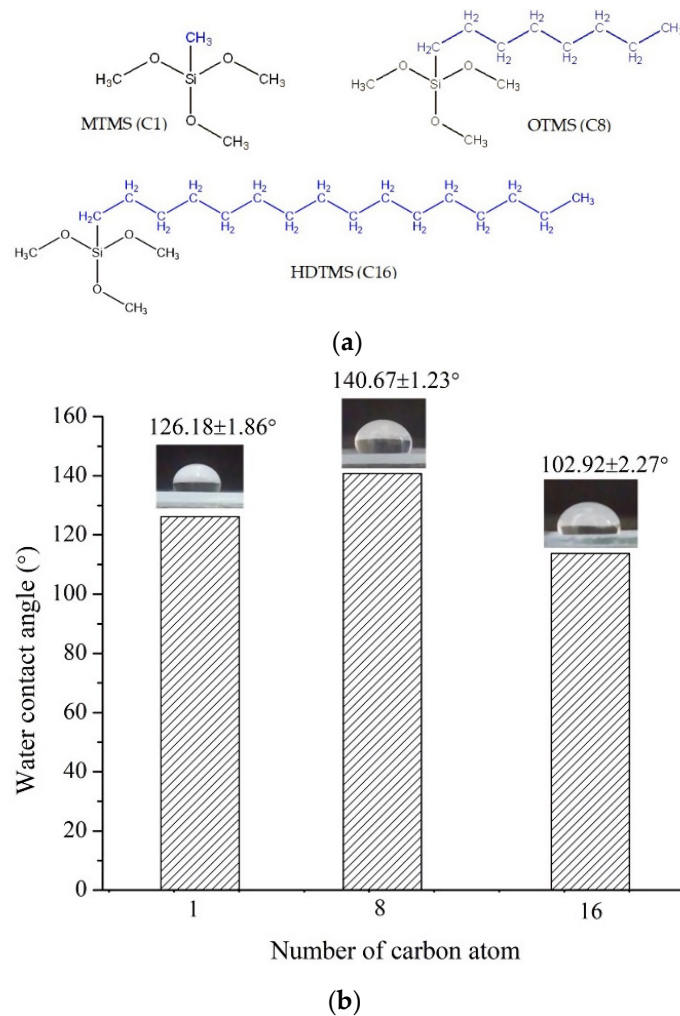 CH₃
H₃C O Si O CH₃
O
CH₃
MTMS (C1)
H₂ H₂ H₂
C C C CH₃
H₂C C C C
H₂ H₂ H₂
H₃C O Si O CH₃
O
CH₃
OTMS (C8)
H₂ H₂ H₂ H₂ H₂ H₂ H₂
C C C C C C C CH₃
H₂C C C C C C C C
H₂ H₂ H₂ H₂ H₂ H₂ H₂
H₃C O Si O CH₃
O
CH₃
HDTMS (C16)
(a)
140.67±1.23°
126.18±1.86°
102.92±2.27°
160
140
120
100
80
60
40
20
0
Water contact angle (°)
1 8 16
Number of carbon atom
(b)